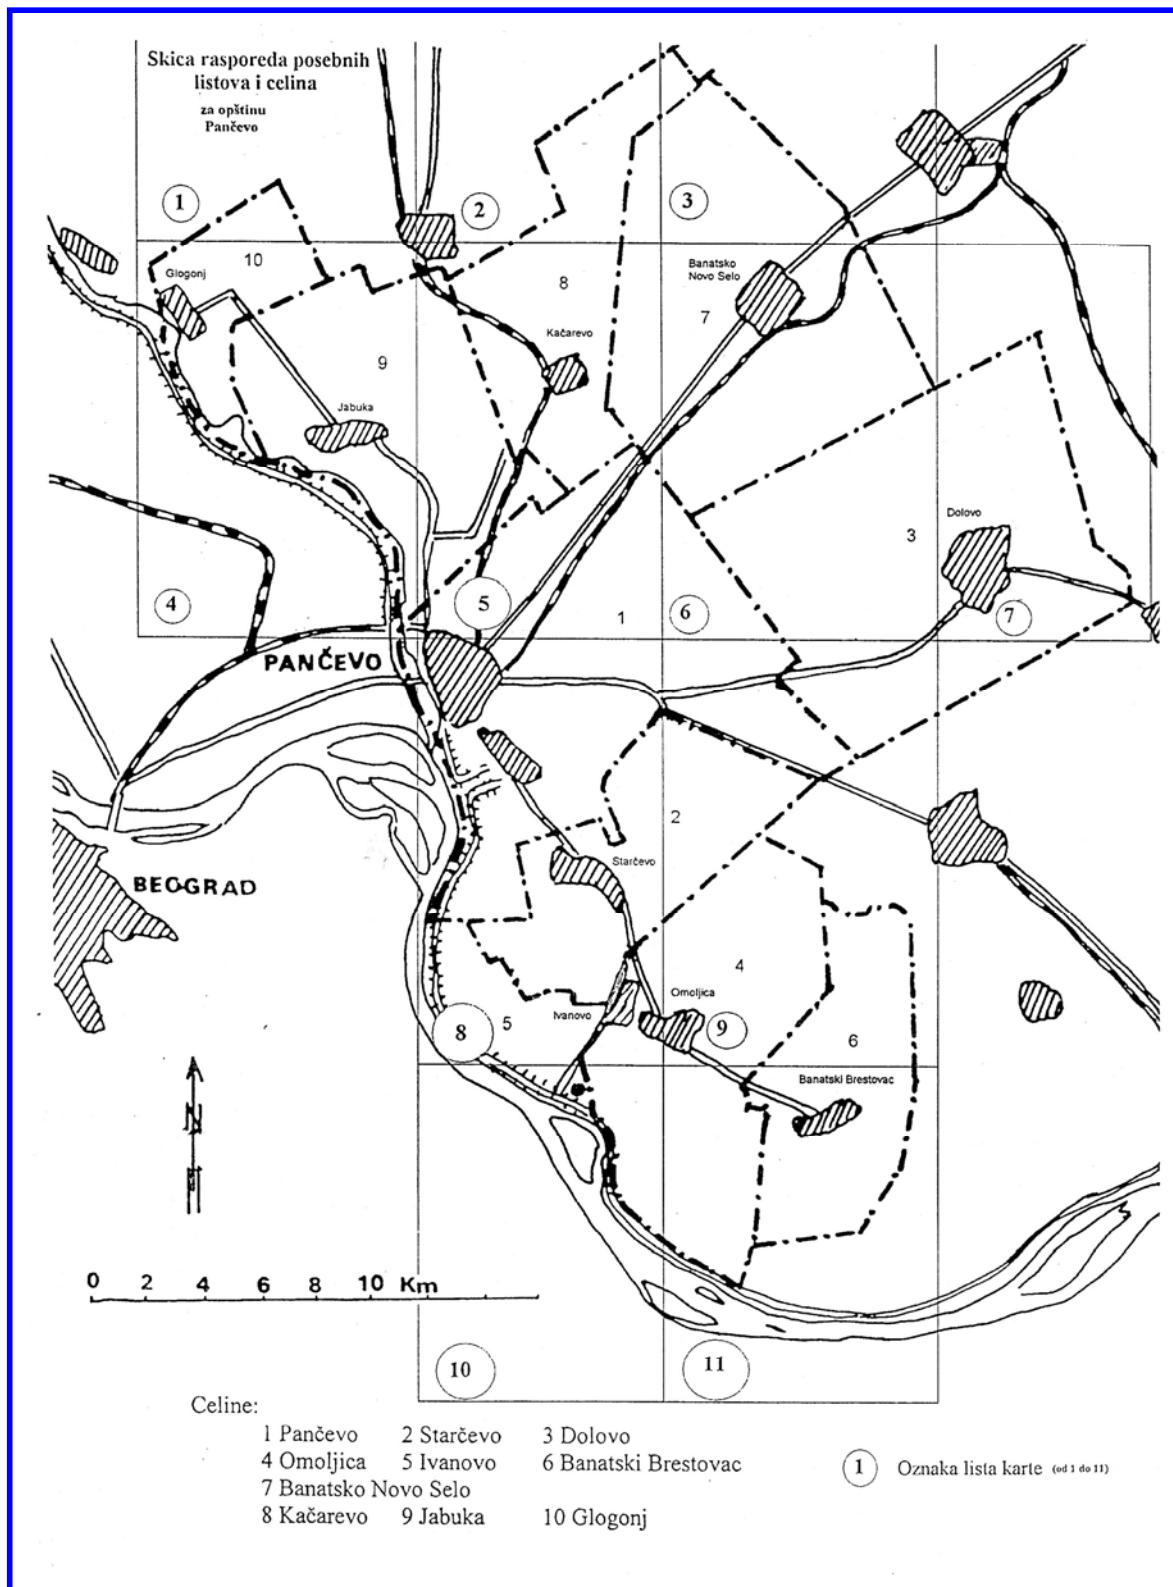 Skica rasporeda posebnih
listova i celina
za opštinu
Pančevo
1
2
3
10
Glogonj
8
Banatsko
Novo Selo
7
Kačarevo
9
Jabuka
3
Dolovo
4
5
1
6
7
PANČEVO
2
Starčevo
BEOGRAD
4
Omoljica
Ivanovo
5
8
9
6
Banatski Brestovac
N
0 2 4 6 8 10 Km
10
11
Celine:
1 Pančevo 2 Starčevo 3 Dolovo
4 Omoljica 5 Ivanovo 6 Banatski Brestovac
7 Banatsko Novo Selo
8 Kačarevo 9 Jabuka 10 Glogonj
1 Oznaka lista karte (od 1 do 11)